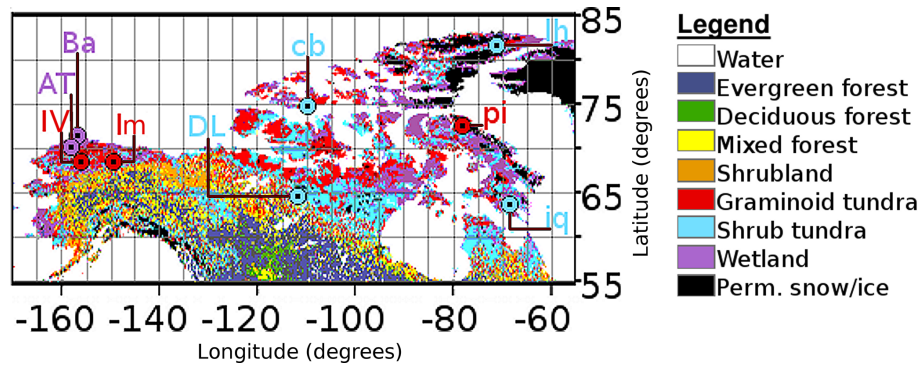 Ba
AT
IV
Im
DL
cb
lh
pi
iq
85
75
65
55
Latitude (degrees)
-160 -140 -120 -100 -80 -60
Longitude (degrees)
Legend
Water
Evergreen forest
Deciduous forest
Mixed forest
Shrubland
Graminoid tundra
Shrub tundra
Wetland
Perm. snow/ice